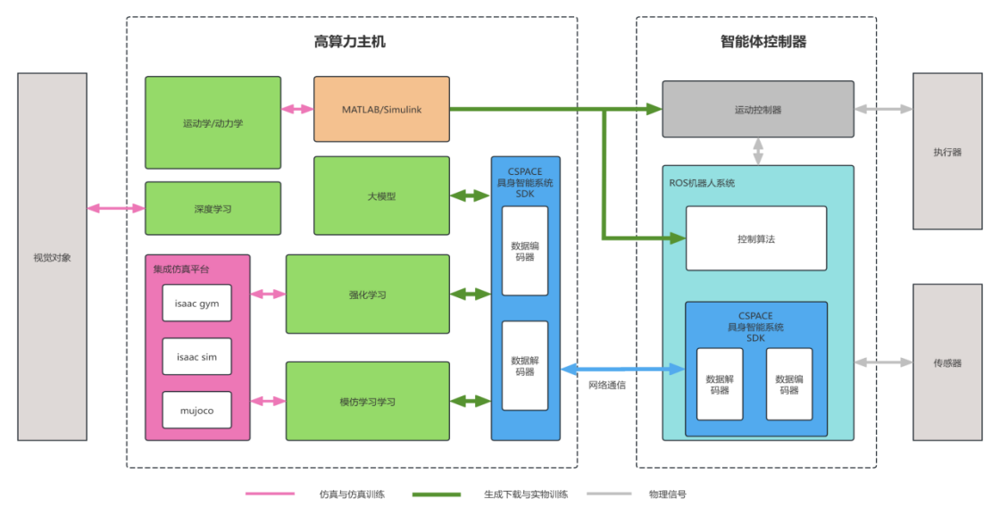 高算力主机
智能体控制器
运动学/动力学
MATLAB/Simulink
运动控制器
执行器
大模型
CSPACE
具身智能系统
SDK
ROS机器人系统
深度学习
数据编
码器
控制算法
视觉对象
集成仿真平台
isaac gym
强化学习
isaac sim
CSPACE
具身智能系统
SDK
数据解
码器
网络通信
数据解
码器
数据编
码器
传感器
模仿学习学习
mujoco
仿真与仿真训练
生成下载与实物训练
物理信号